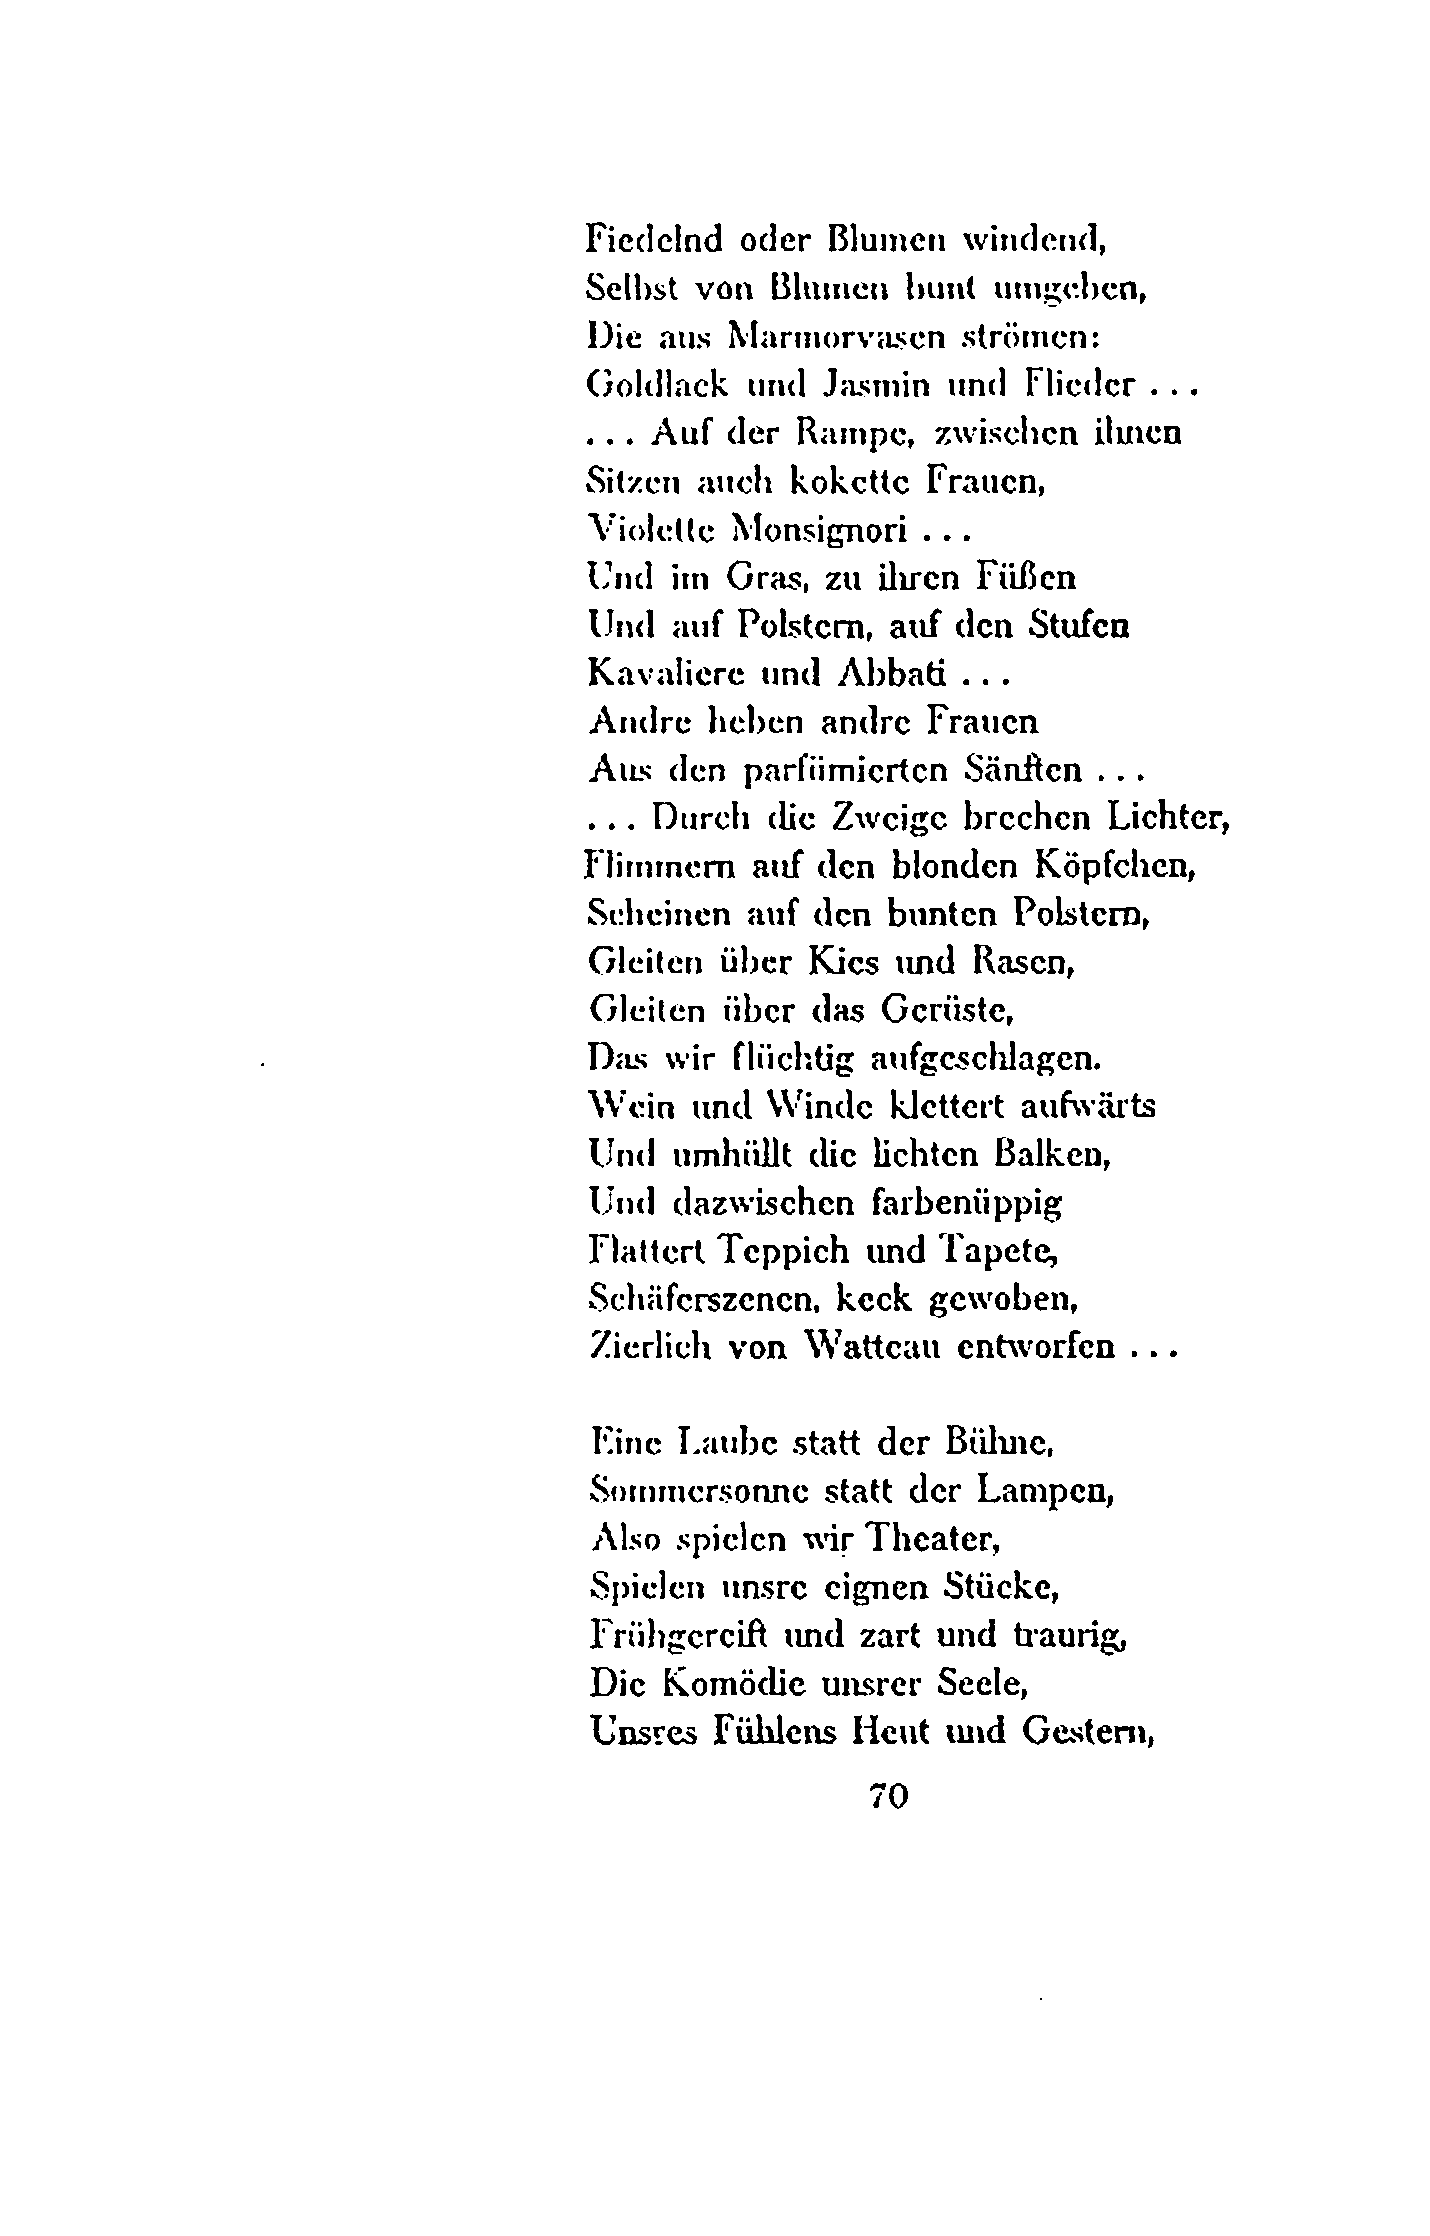 Fiedelnd oder Blumen windend,
Selbst von Blumen bunt umgeben,
Die aus Marmorvasen strömen:
Goldlack und Jasmin und Flieder . . .
. . . Auf der Rampe, zwischen ihnen
Sitzen auch kokette Frauen,
Violette Monsignori . . .
Und im Gras, zu ihren Füßen
Und auf Polstern, auf den Stufen
Kavaliere und Abbati . . .
Andre heben andre Frauen
Aus den parfümierten Sänften . . .
. . . Durch die Zweige brechen Lichter,
Flimmern auf den blonden Köpfchen,
Scheinen auf den bunten Polstern,
Gleiten über Kies und Rasen,
Gleiten über das Gerüste,
Das wir flüchtig aufgeschlagen.
Wein und Winde klettert aufwärts
Und umhüllt die lichten Balken,
Und dazwischen farbenüppig
Flattert Teppich und Tapete,
Schäferszenen, keck gewoben,
Zierlich von Watteau entworfen . . .
Eine Laube statt der Bühne,
Sommersonne statt der Lampen,
Also spielen wir Theater,
Spielen unsre eignen Stücke,
Frühgereift und zart und traurig,
Die Komödie unsrer Seele,
Unsres Fühlens Heut und Gestern,
70